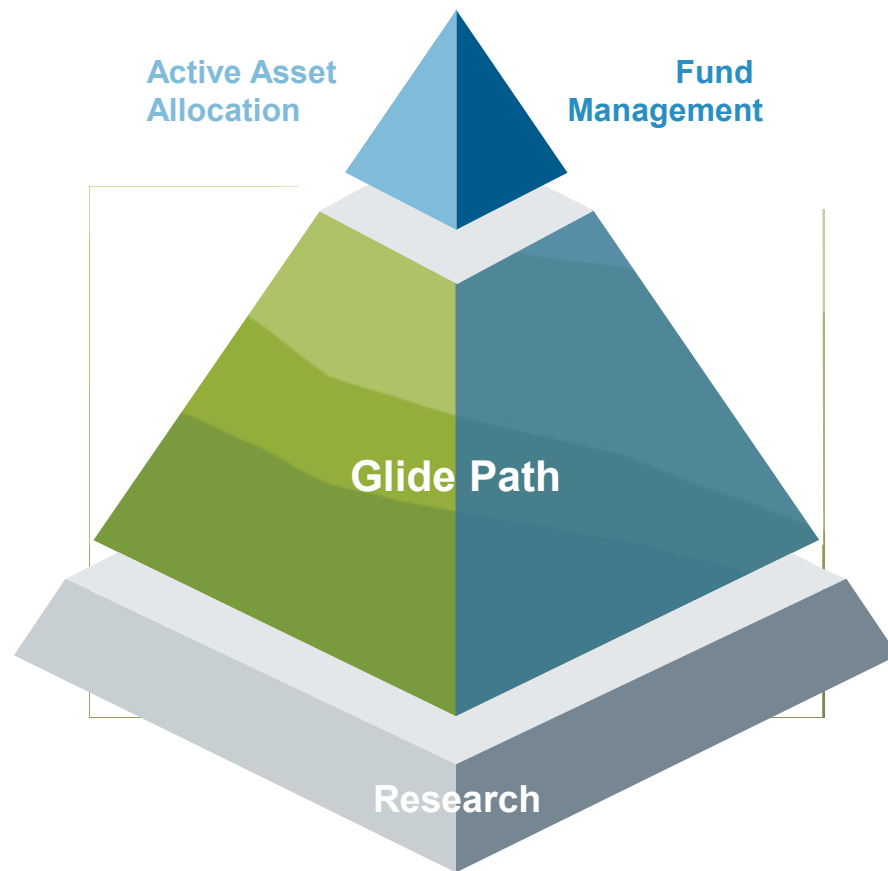 Active Asset
Allocation
Fund
Management
Glide Path
Research